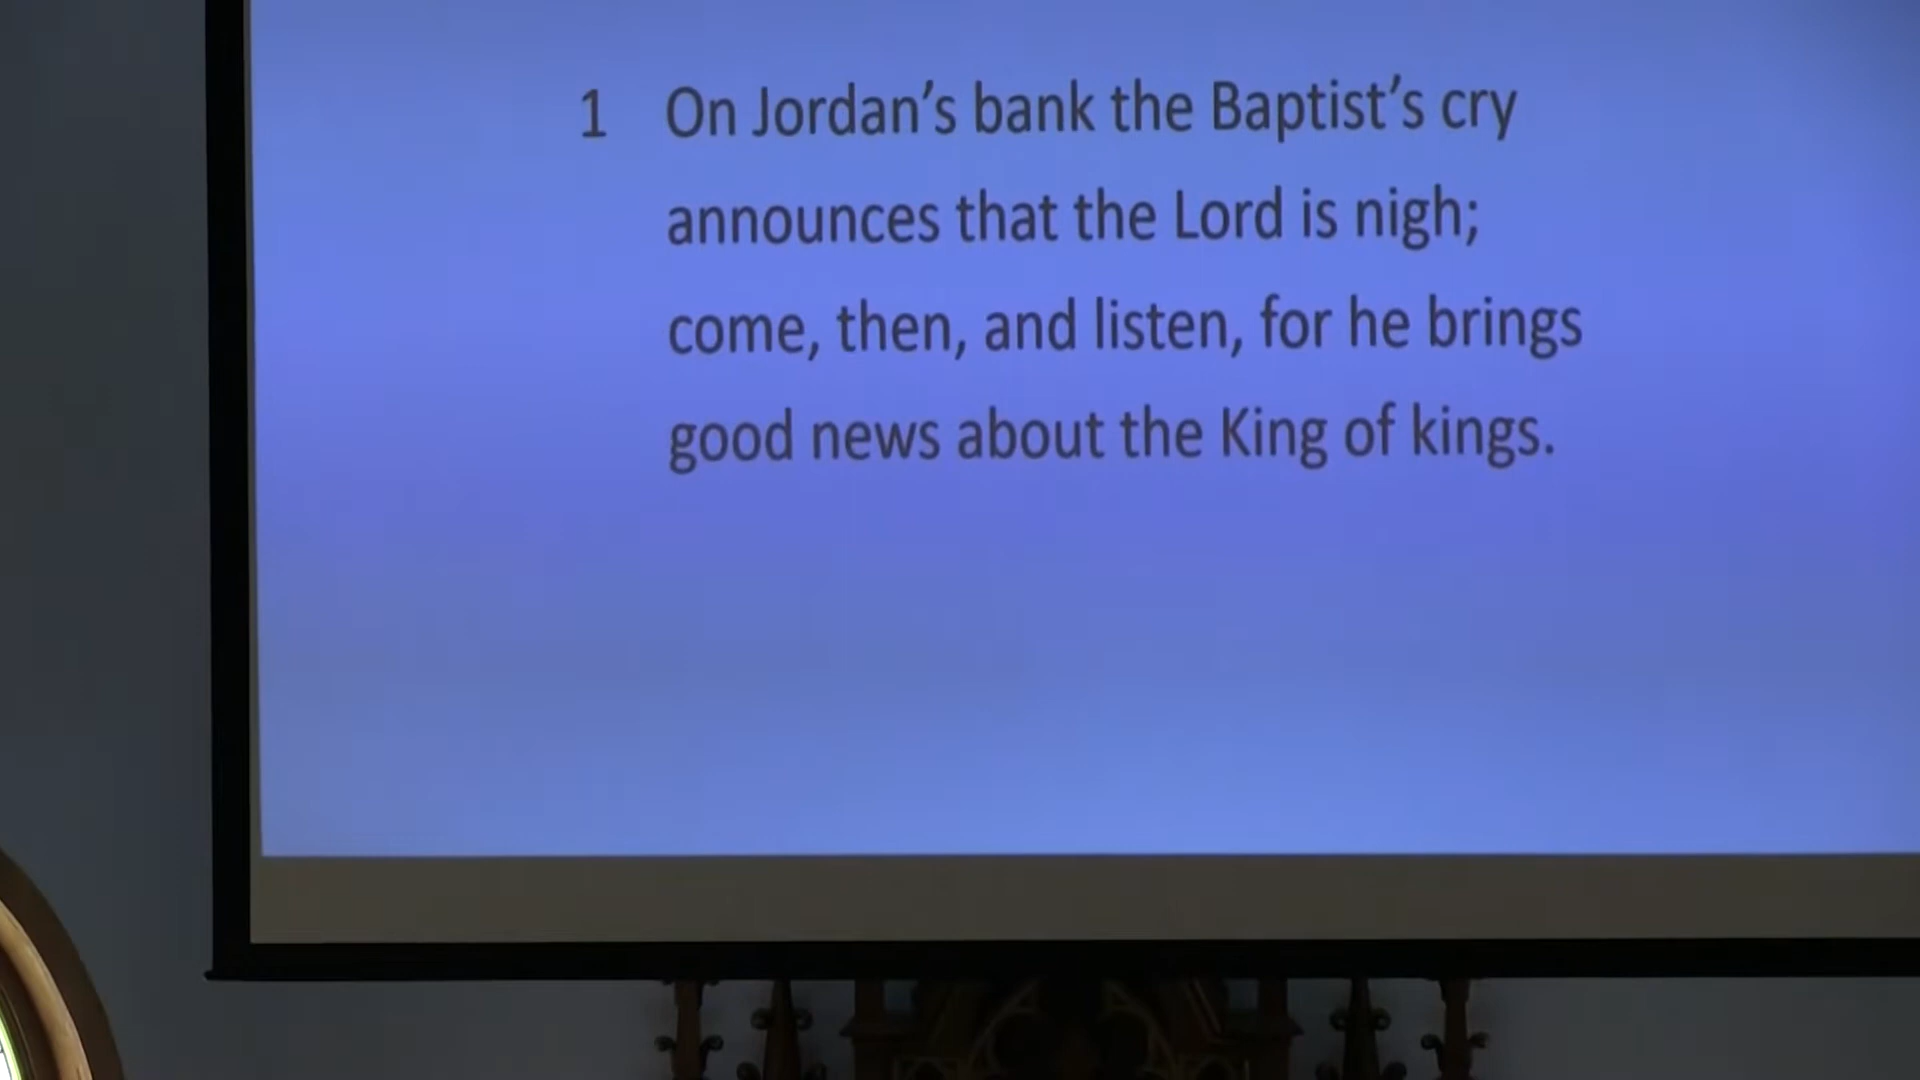 1 On Jordan’s bank the Baptist’s cry
announces that the Lord is nigh;
come, then, and listen, for he brings
good news about the King of kings.